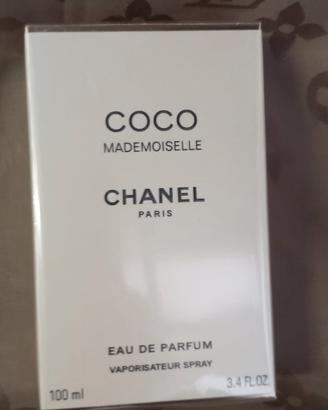 COCO
MADEMOISELLE
CHANEL
PARIS
EAU DE PARFUM
VAPORISATEUR SPRAY
100 ml
3.4 FL.OZ.